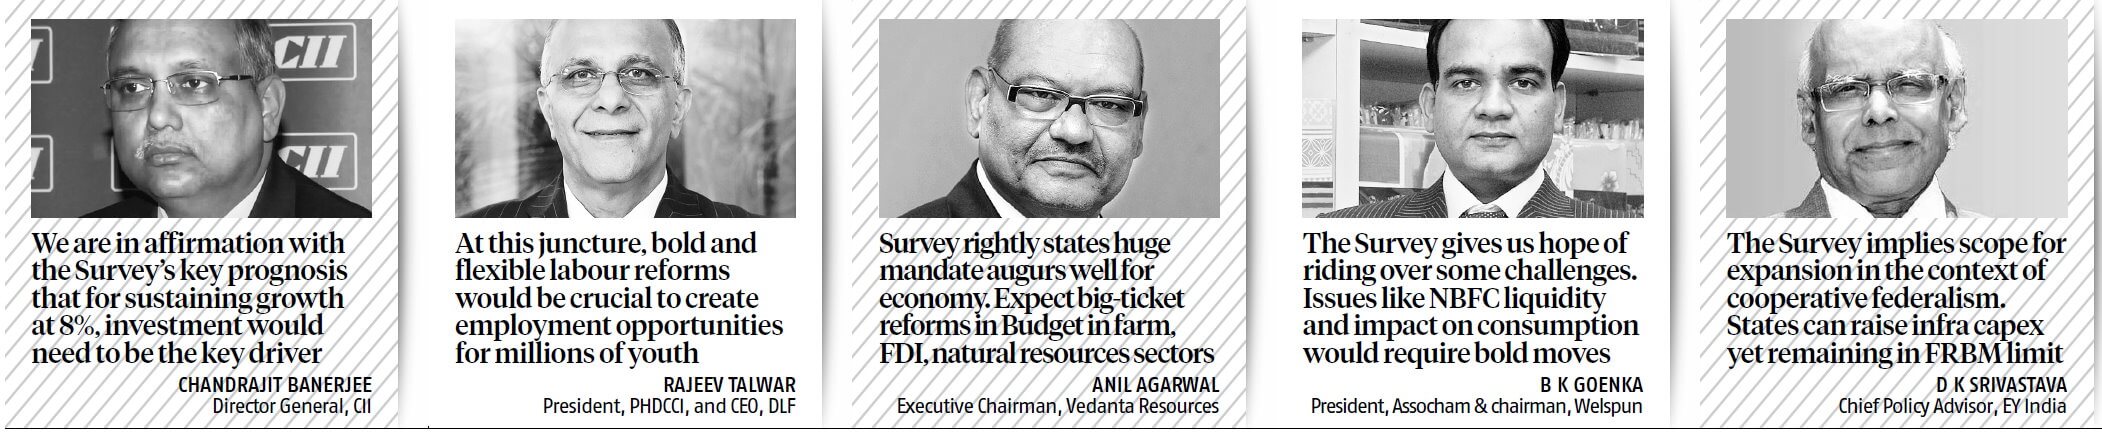 CII
CII
We are in affirmation with
the Survey's key prognosis
that for sustaining growth
at 8%, investment would
need to be the key driver
CHANDRAJIT BANERJEE
Director General, CII
At this juncture, bold and
flexible labour reforms
would be crucial to create
employment opportunities
for millions of youth
RAJEEV TALWAR
President, PHDCCI, and CEO, DLF
Survey rightly states huge
mandate augurs well for
economy. Expect big-ticket
reforms in Budget in farm,
FDI, natural resources sectors
ANIL AGARWAL
Executive Chairman, Vedanta Resources
The Survey gives us hope of
riding over some challenges.
Issues like NBFC liquidity
and impact on consumption
would require bold moves
B K GOENKA
President, Assocham & chairman, Welspun
The Survey implies scope for
expansion in the context of
cooperative federalism.
States can raise infra capex
yet remaining in FRBM limit
D K SRIVASTAVA
Chief Policy Advisor, EY India